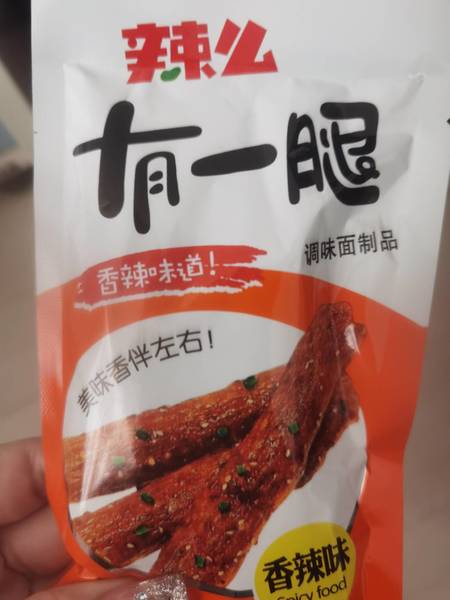 辣么
有一腿
调味面制品
香辣味道！
美味香伴左右！
香辣味
Spicy food